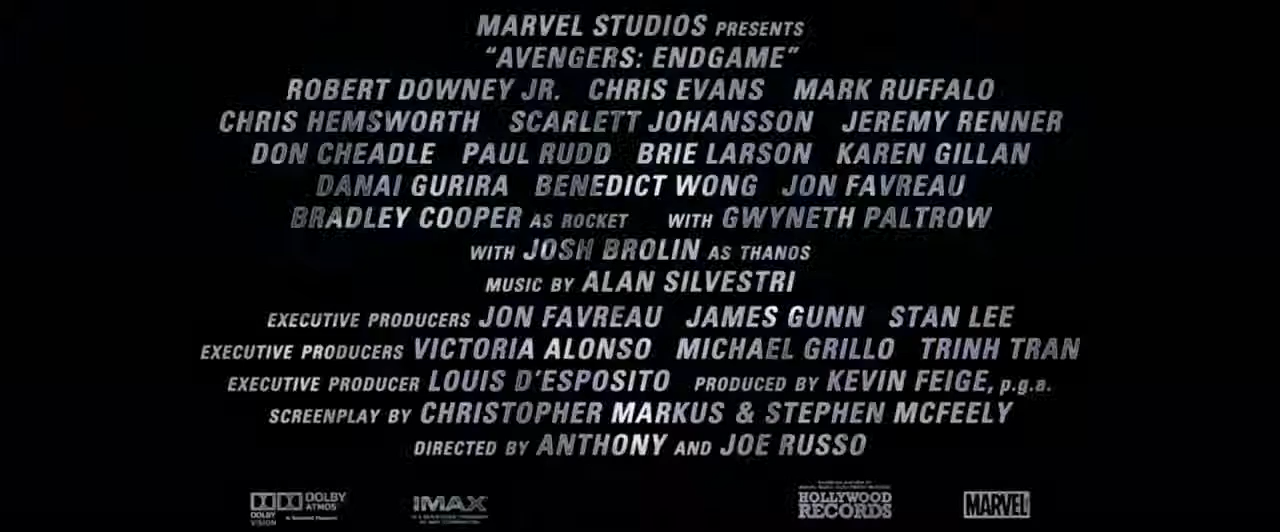 MARVEL STUDIOS PRESENTS
"AVENGERS: ENDGAME"
ROBERT DOWNEY JR. CHRIS EVANS MARK RUFFALO
CHRIS HEMSWORTH SCARLETT JOHANSSON JEREMY RENNER
DON CHEADLE PAUL RUDD BRIE LARSON KAREN GILLAN
DANAI GURIRA BENEDICT WONG JON FAVREAU
BRADLEY COOPER AS ROCKET WITH GWYNETH PALTROW
WITH JOSH BROLIN AS THANOS
MUSIC BY ALAN SILVESTRI
EXECUTIVE PRODUCERS JON FAVREAU JAMES GUNN STAN LEE
EXECUTIVE PRODUCERS VICTORIA ALONSO MICHAEL GRILLO TRINH TRAN
EXECUTIVE PRODUCER LOUIS D'ESPOSITO PRODUCED BY KEVIN FEIGE, p.g.a.
SCREENPLAY BY CHRISTOPHER MARKUS & STEPHEN MCFEELY
DIRECTED BY ANTHONY AND JOE RUSSO
DOLBY VISION
DOLBY ATMOS
IMAX
HOLLYWOOD RECORDS
MARVEL